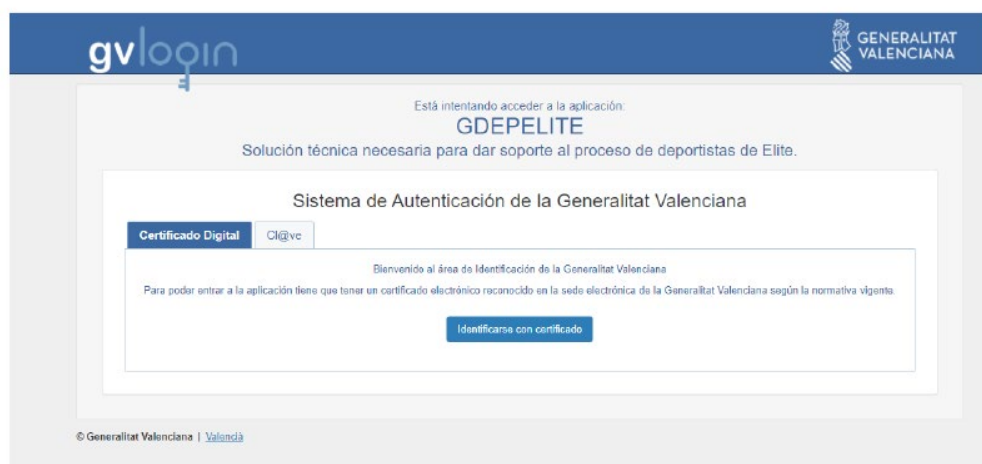 gvlogin
GENERALITAT
VALENCIANA
Está intentando acceder a la aplicación:
GDEPELITE
Solución técnica necesaria para dar soporte al proceso de deportistas de Elite.
Sistema de Autenticación de la Generalitat Valenciana
Certificado Digital
Cl@ve
Bienvenido al área de Identificación de la Generalitat Valenciana
Para poder entrar a la aplicación tiene que tener un certificado electrónico reconocido en la sede electrónica de la Generalitat Valenciana según la normativa vigente.
Identificarse con certificado
© Generalitat Valenciana | Valencià